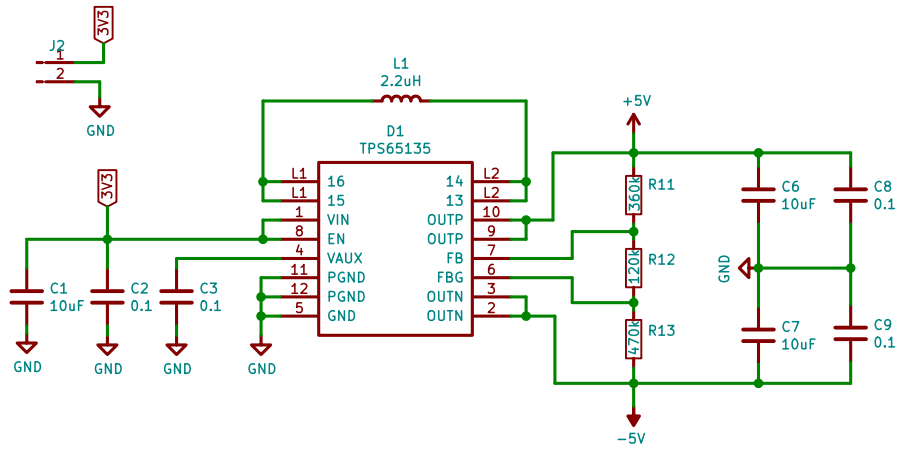 3V3
J2
1
2
GND
L1
2.2uH
D1
TPS65135
L1 16 14 L2
L1 15 13 L2
1 VIN OUTP 10
8 EN OUTP 9
4 VAUX FB 7
11 PGND FBG 6
12 PGND OUTN 3
5 GND OUTN 2
3V3
C1
10uF
GND
C2
0.1
GND
C3
0.1
GND
GND
+5V
R11
360k
R12
120k
R13
470k
-5V
C6
10uF
C8
0.1
GND
C7
10uF
C9
0.1